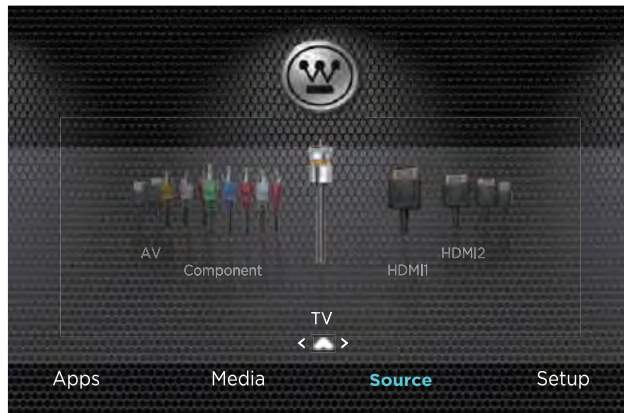 AV
Component
HDMI1
HDMI2
TV
Apps Media Source Setup